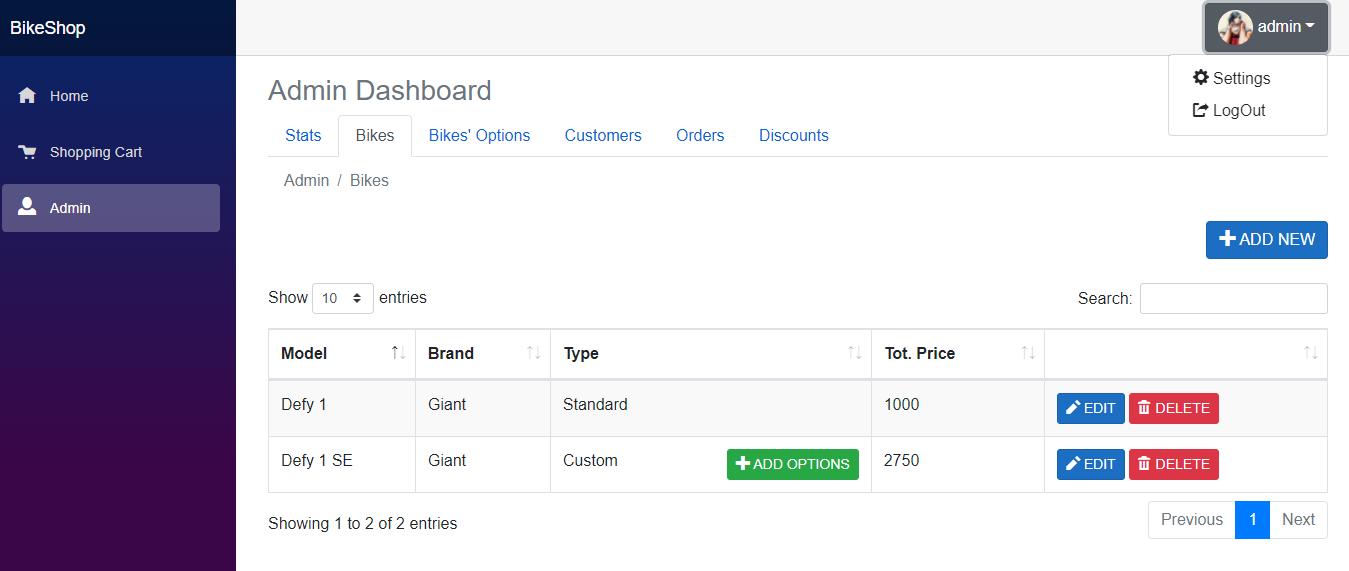 BikeShop
admin
Settings
LogOut
Home
Shopping Cart
Admin
Admin Dashboard
Stats Bikes Bikes' Options Customers Orders Discounts
Admin / Bikes
ADD NEW
Show 10 entries Search:
Model Brand Type Tot. Price
Defy 1 Giant Standard 1000 EDIT DELETE
Defy 1 SE Giant Custom ADD OPTIONS 2750 EDIT DELETE
Showing 1 to 2 of 2 entries Previous 1 Next